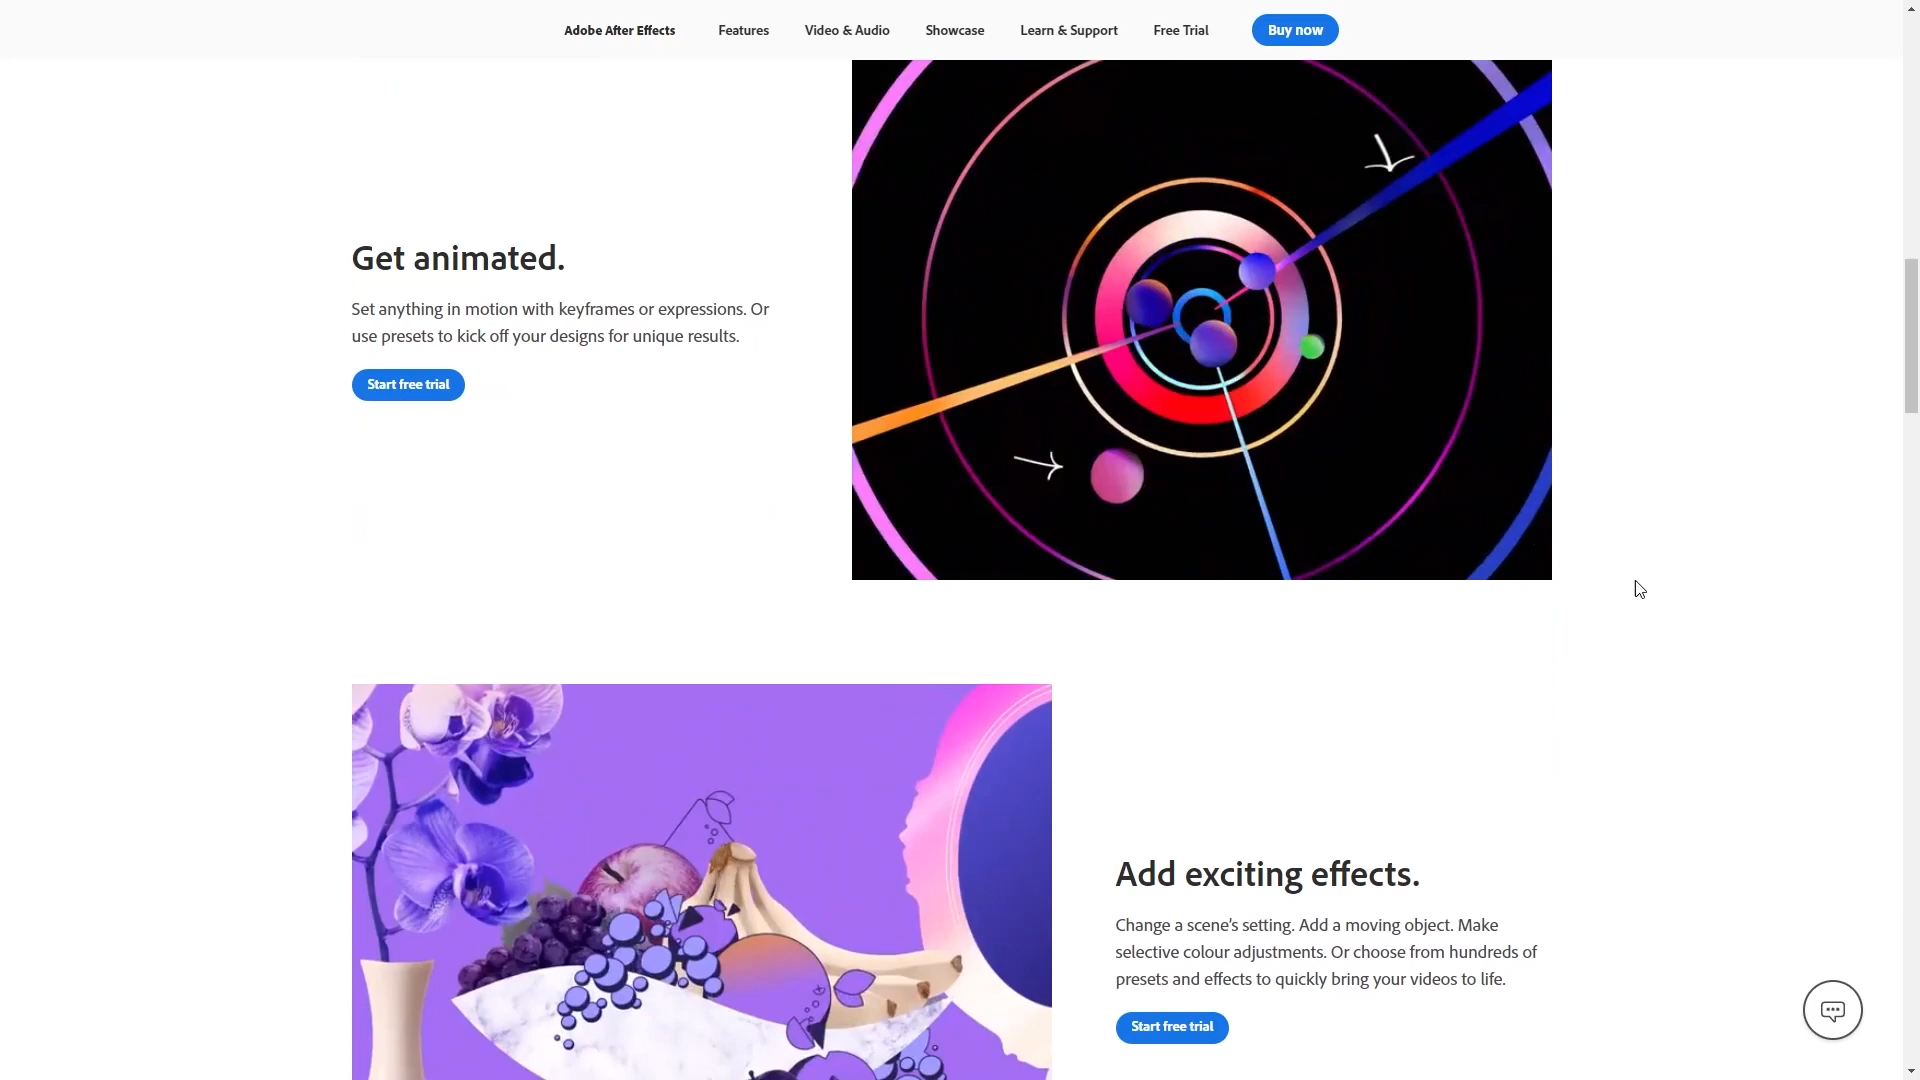 Adobe After Effects
Features
Video & Audio
Showcase
Learn & Support
Free Trial
Buy now
Get animated.
Set anything in motion with keyframes or expressions. Or
use presets to kick off your designs for unique results.
Start free trial
Add exciting effects.
Change a scene’s setting. Add a moving object. Make
selective colour adjustments. Or choose from hundreds of
presets and effects to quickly bring your videos to life.
Start free trial